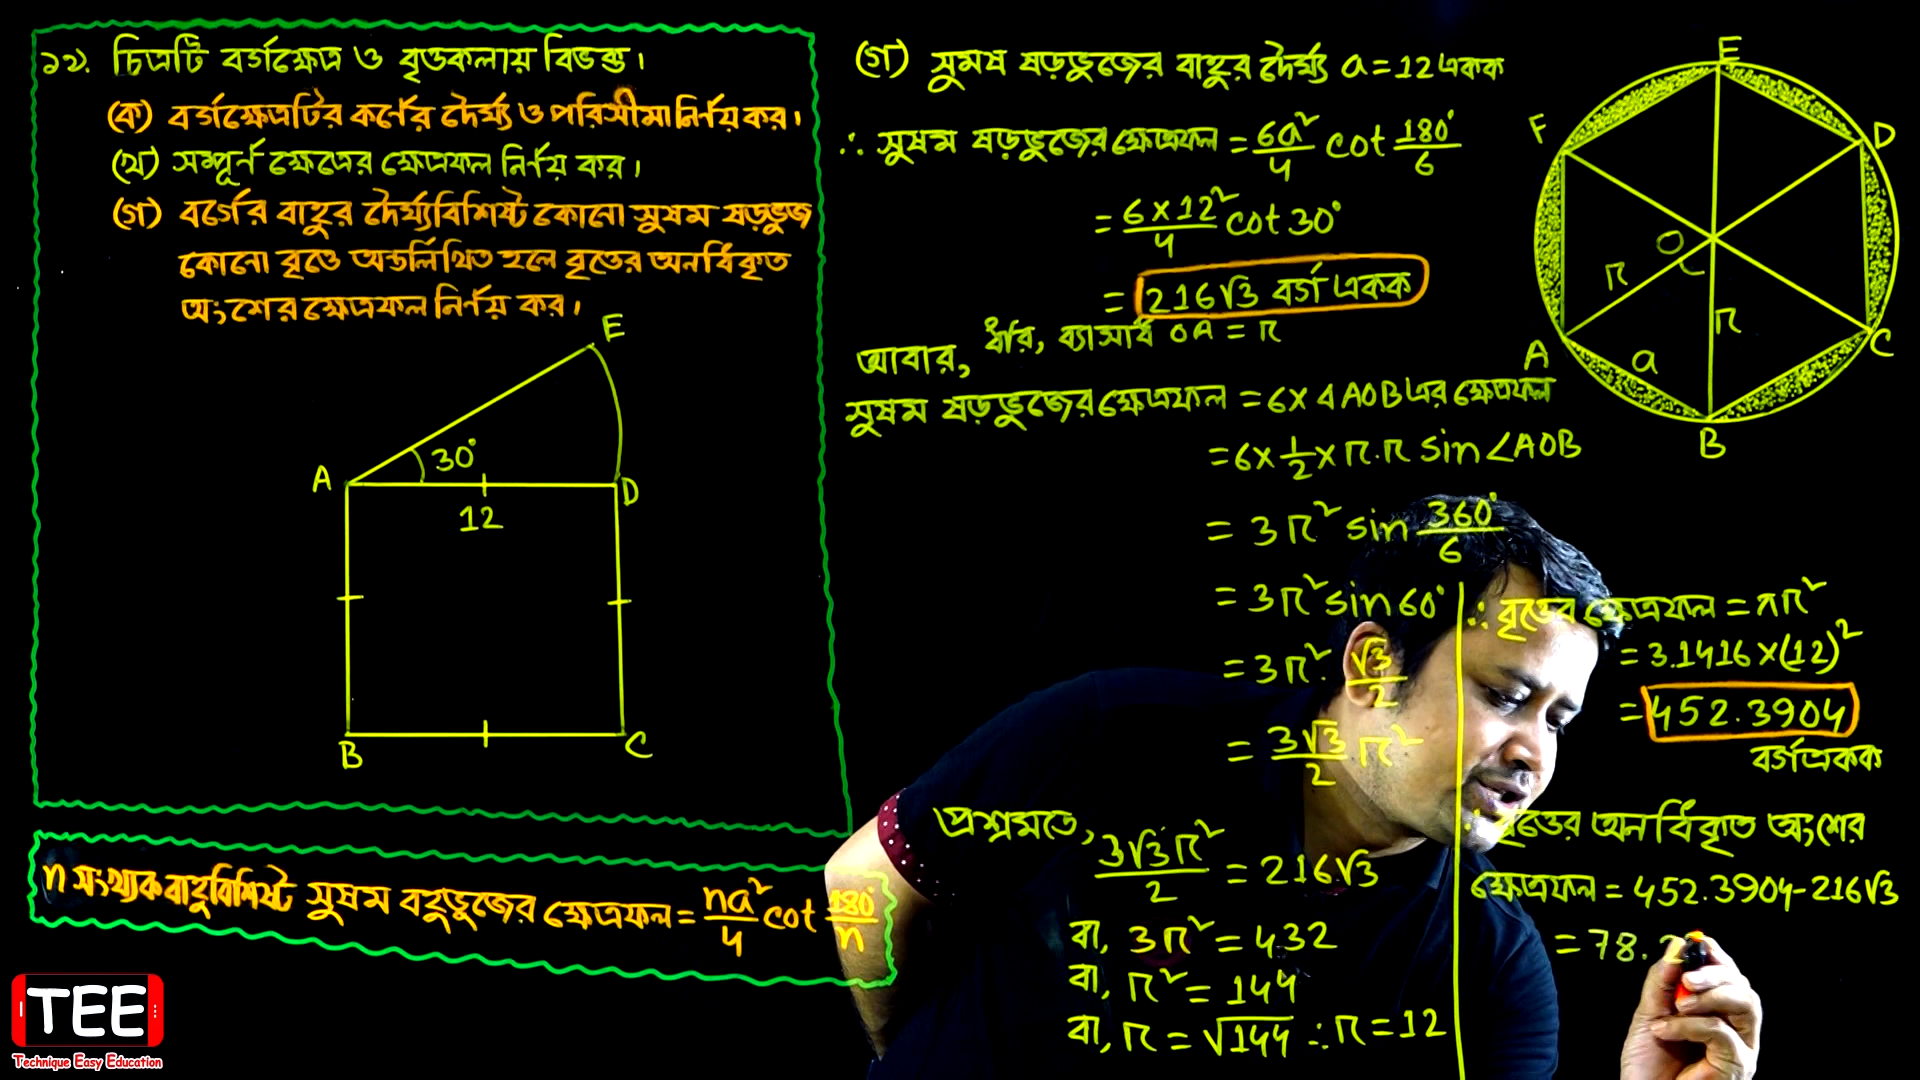 ১২. চিত্রটি বর্গক্ষেত্র ও বৃত্তকলায় বিভক্ত।
(ক) বর্গক্ষেত্রটির কর্ণের দৈর্ঘ্য ও পরিসীমা নির্ণয় কর।
(খ) সম্পূর্ণ ক্ষেত্রের ক্ষেত্রফল নির্ণয় কর।
(গ) বর্গের বাহুর দৈর্ঘ্যবিশিষ্ট কোনো সুষম ষড়ভুজ
কোনো বৃত্তে অন্তর্লিখিত হলে বৃত্তের অনধিকৃত
অংশের ক্ষেত্রফল নির্ণয় কর।
E
30°
A
D
12
B
C
n সংখ্যক বাহুবিশিষ্ট সুষম বহুভুজের ক্ষেত্রফল = na²/4 cot 180°/n
TEE
Technique Easy Education
(গ) সুষম ষড়ভুজের বাহুর দৈর্ঘ্য a = 12 একক
∴ সুষম ষড়ভুজের ক্ষেত্রফল = 6a²/4 cot 180°/6
= 6×12²/4 cot 30°
= 216√3 বর্গ একক
আবার, ধরি, ব্যাসার্ধ OA = r
সুষম ষড়ভুজের ক্ষেত্রফল = 6 × ΔAOB এর ক্ষেত্রফল
= 6 × 1/2 × r.r sin ∠AOB
= 3r² sin 360°/6
= 3r² sin 60°
= 3r² · √3/2
= 3√3/2 r²
প্রশ্নমতে, 3√3r²/2 = 216√3
বা, 3r² = 432
বা, r² = 144
বা, r = √144 ∴ r = 12
E
F
D
O
r
r
A
a
C
B
∴ বৃত্তের ক্ষেত্রফল = πr²
= 3.1416 × (12)²
= 452.3904
বর্গএকক
∴ বৃত্তের অনধিকৃত অংশের
ক্ষেত্রফল = 452.3904 - 216√3
= 78.2